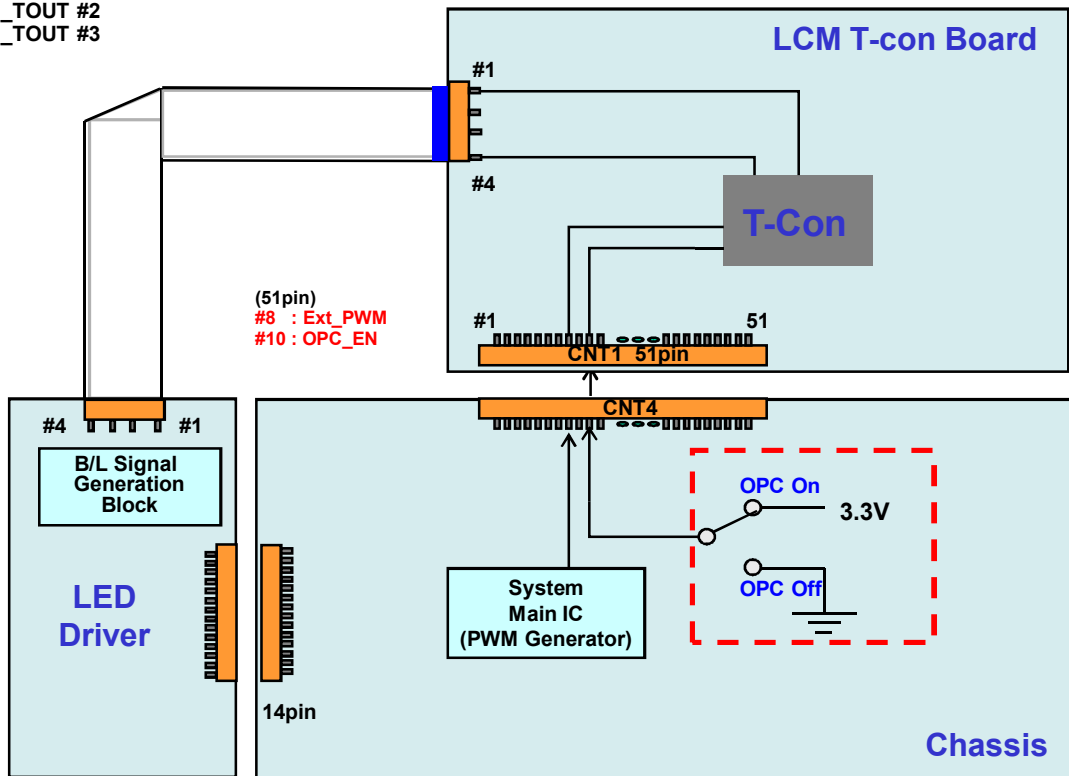 _TOUT #2
_TOUT #3
LCM T-con Board
#1
#4
T-Con
(51pin)
#8 : Ext_PWM
#10 : OPC_EN
#1
51
CNT1 51pin
CNT4
#4
#1
B/L Signal
Generation
Block
OPC On
3.3V
OPC Off
System
Main IC
(PWM Generator)
LED
Driver
14pin
Chassis